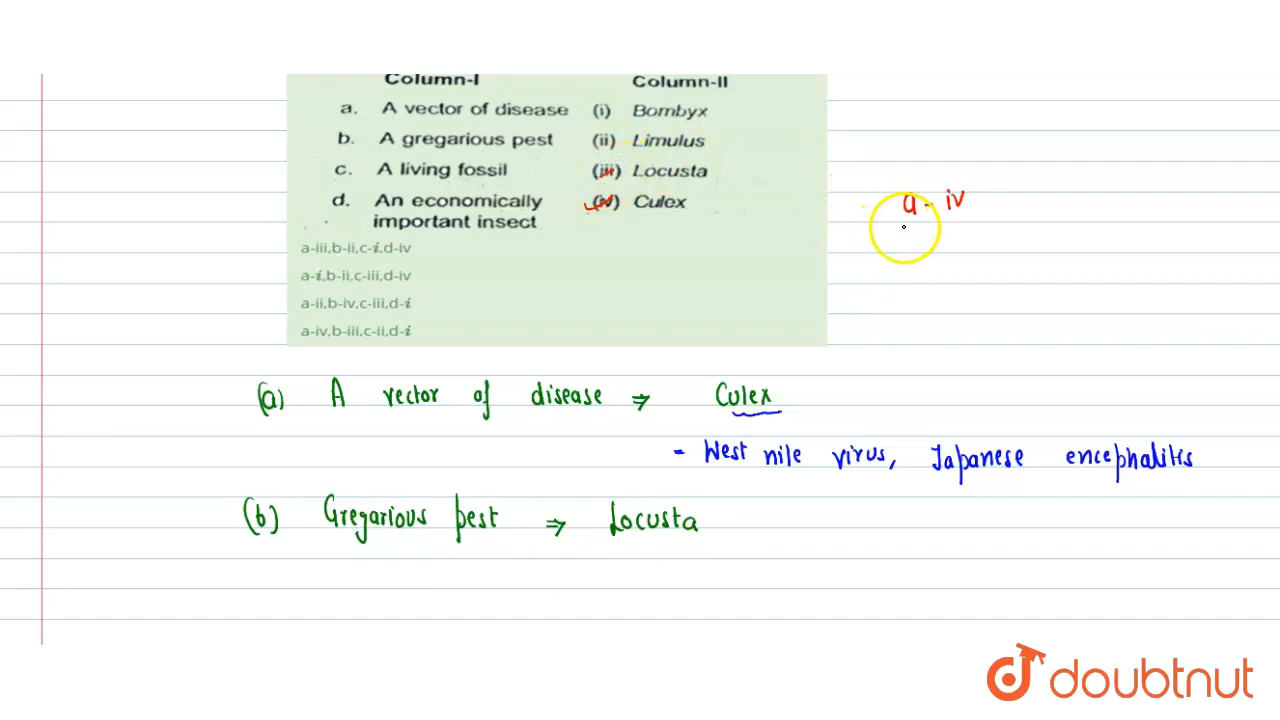 Column-I Column-II
a. A vector of disease (i) Bombyx
b. A gregarious pest (ii) Limulus
c. A living fossil (iii) Locusta
d. An economically (iv) Culex
important insect
a - iv
a-iii,b-ii,c-i,d-iv
a-i,b-ii,c-iii,d-iv
a-ii,b-iv,c-iii,d-i
a-iv,b-iii,c-ii,d-i
(a) A vector of disease ⇒ Culex
= West nile virus, Japanese encephalitis
(b) Gregarious pest ⇒ Locusta
doubtnut